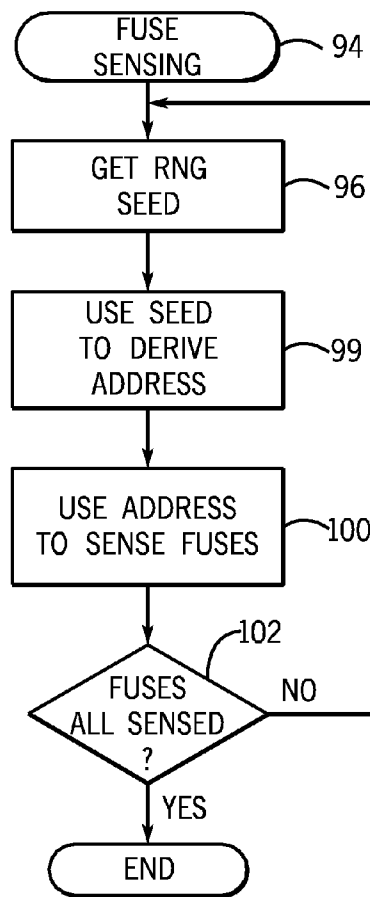 FUSE
SENSING
94
GET RNG
SEED
96
USE SEED
TO DERIVE
ADDRESS
99
USE ADDRESS
TO SENSE FUSES
100
102
FUSES
ALL SENSED
?
NO
YES
END